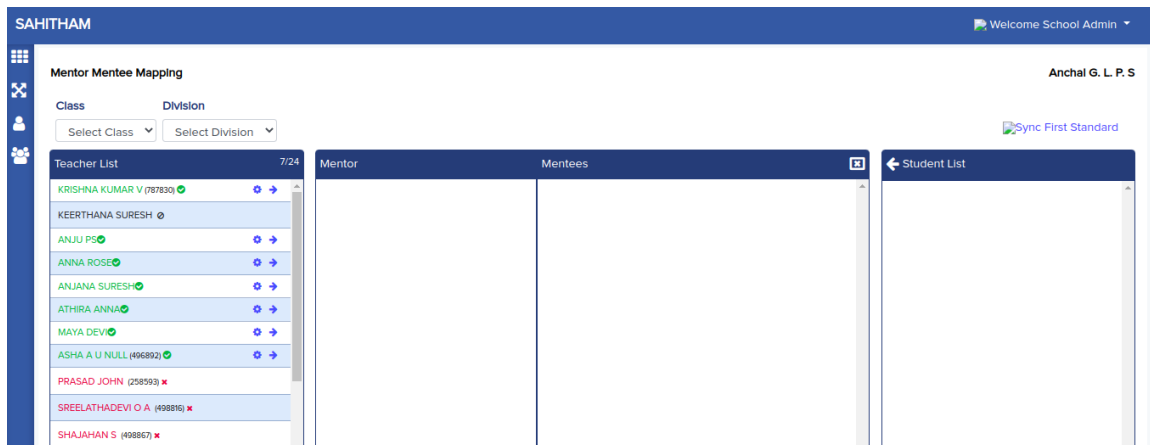 SAHITHAM
Welcome School Admin
Mentor Mentee Mapping
Anchal G. L. P. S
Class Division
Select Class Select Division
Sync First Standard
Teacher List 7/24
KRISHNA KUMAR V (787830)
KEERTHANA SURESH
ANJU PS
ANNA ROSE
ANJANA SURESH
ATHIRA ANNA
MAYA DEVI
ASHA A U NULL (496892)
PRASAD JOHN (258593)
SREELATHADEVI O A (498816)
SHAJAHAN S (498867)
Mentor Mentees
Student List